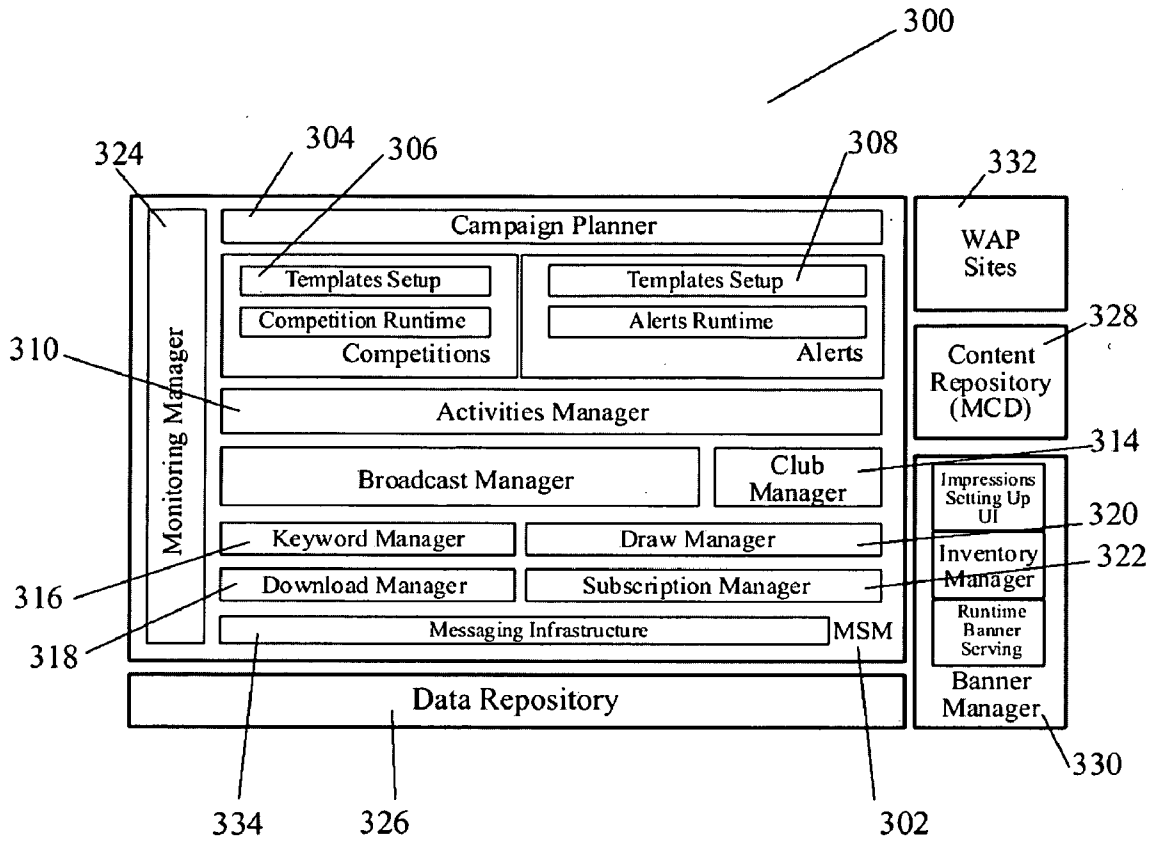 300
324
304
306
308
332
Campaign Planner
WAP
Sites
Templates Setup
Templates Setup
Competition Runtime
Alerts Runtime
Competitions
Alerts
310
328
Content
Repository
(MCD)
Monitoring Manager
Activities Manager
314
Broadcast Manager
Club
Manager
Impressions
Setting Up
UI
320
Keyword Manager
Draw Manager
Inventory
Manager
322
316
Download Manager
Subscription Manager
Runtime
Banner
Serving
318
Messaging Infrastructure
MSM
Banner
Manager
Data Repository
330
334
326
302